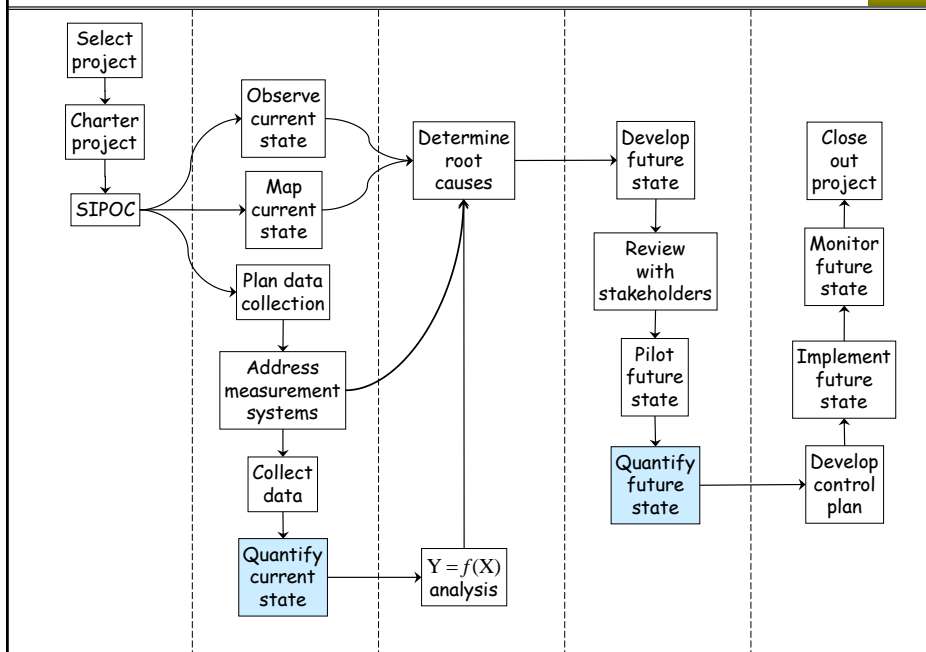 Select
project
Charter
project
SIPOC
Observe
current
state
Map
current
state
Plan data
collection
Address
measurement
systems
Collect
data
Quantify
current
state
Determine
root
causes
Y = f(X)
analysis
Develop
future
state
Review
with
stakeholders
Pilot
future
state
Quantify
future
state
Close
out
project
Monitor
future
state
Implement
future
state
Develop
control
plan